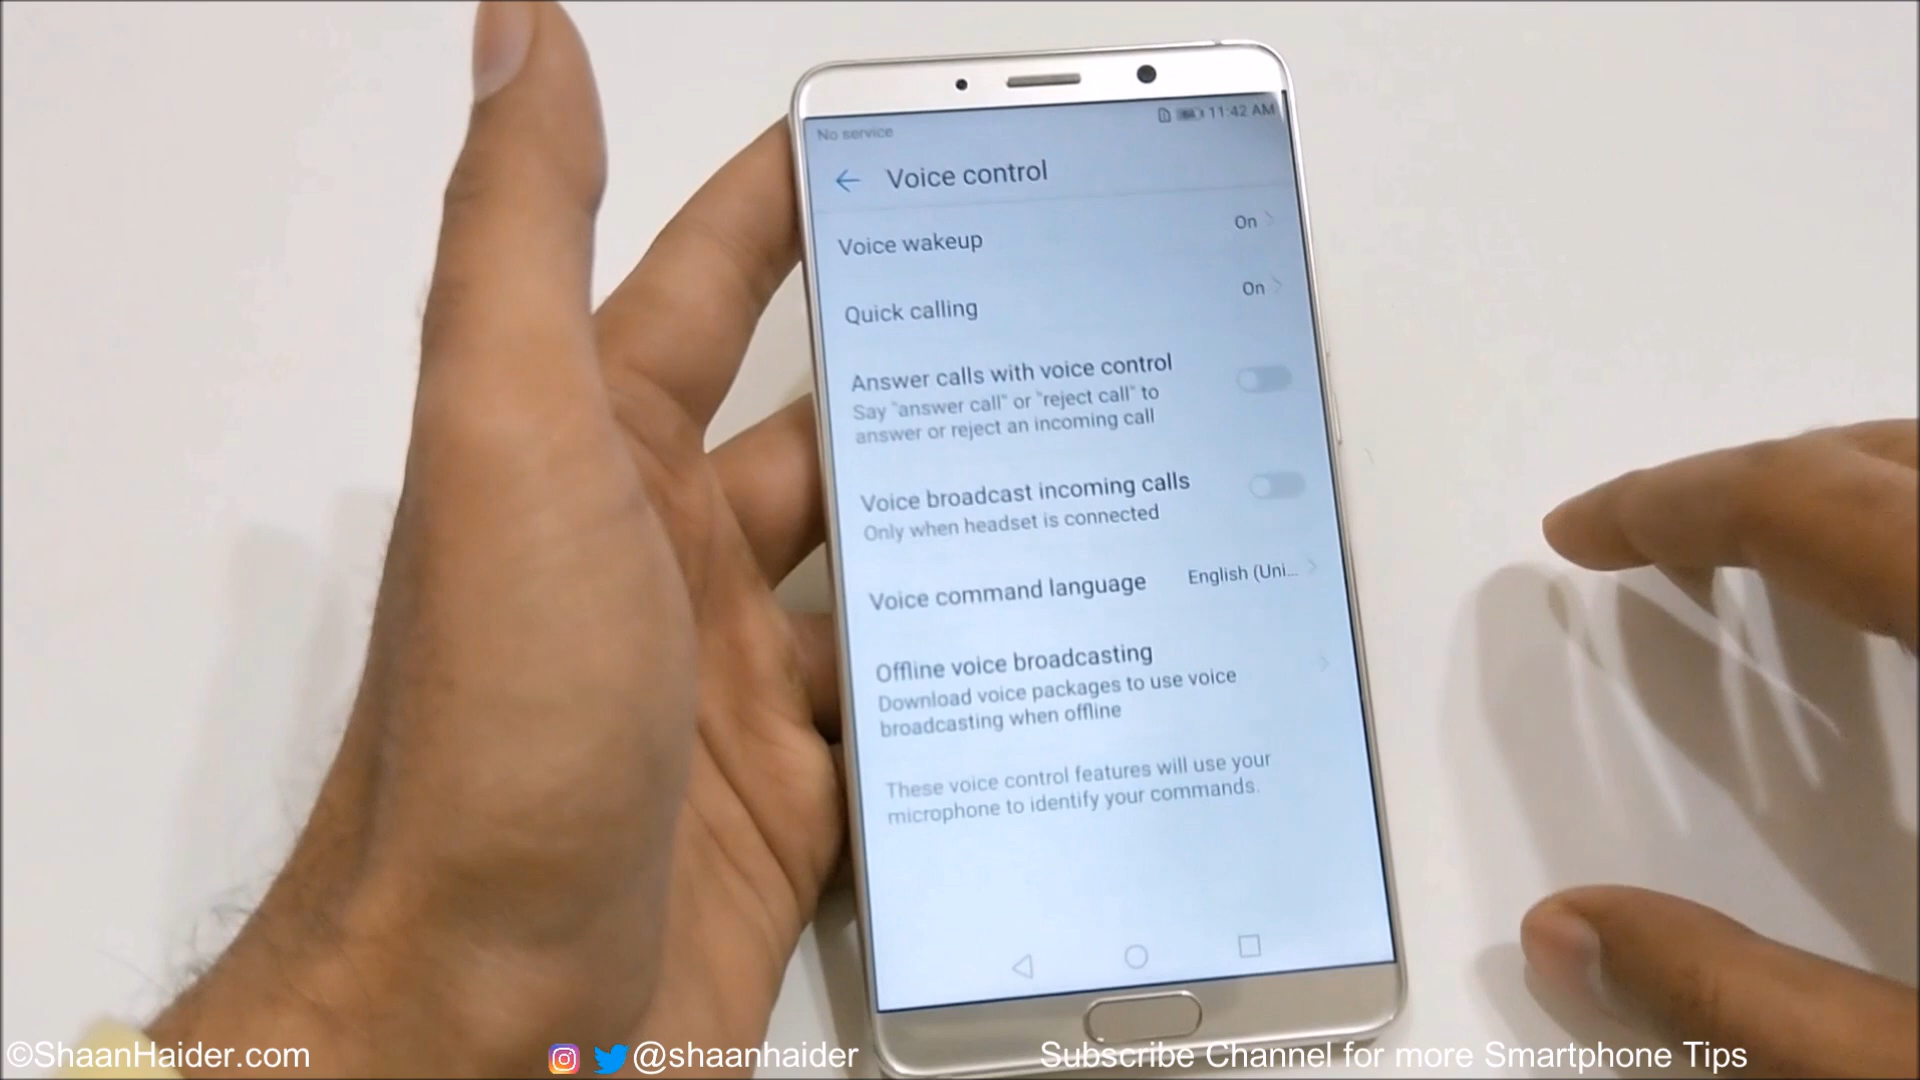 No service
11:42 AM
Voice control
Voice wakeup
On
Quick calling
On
Answer calls with voice control
Say "answer call" or "reject call" to
answer or reject an incoming call
Voice broadcast incoming calls
Only when headset is connected
Voice command language
English (Uni...
Offline voice broadcasting
Download voice packages to use voice
broadcasting when offline
These voice control features will use your
microphone to identify your commands.
©ShaanHaider.com
@shaanhaider
Subscribe Channel for more Smartphone Tips